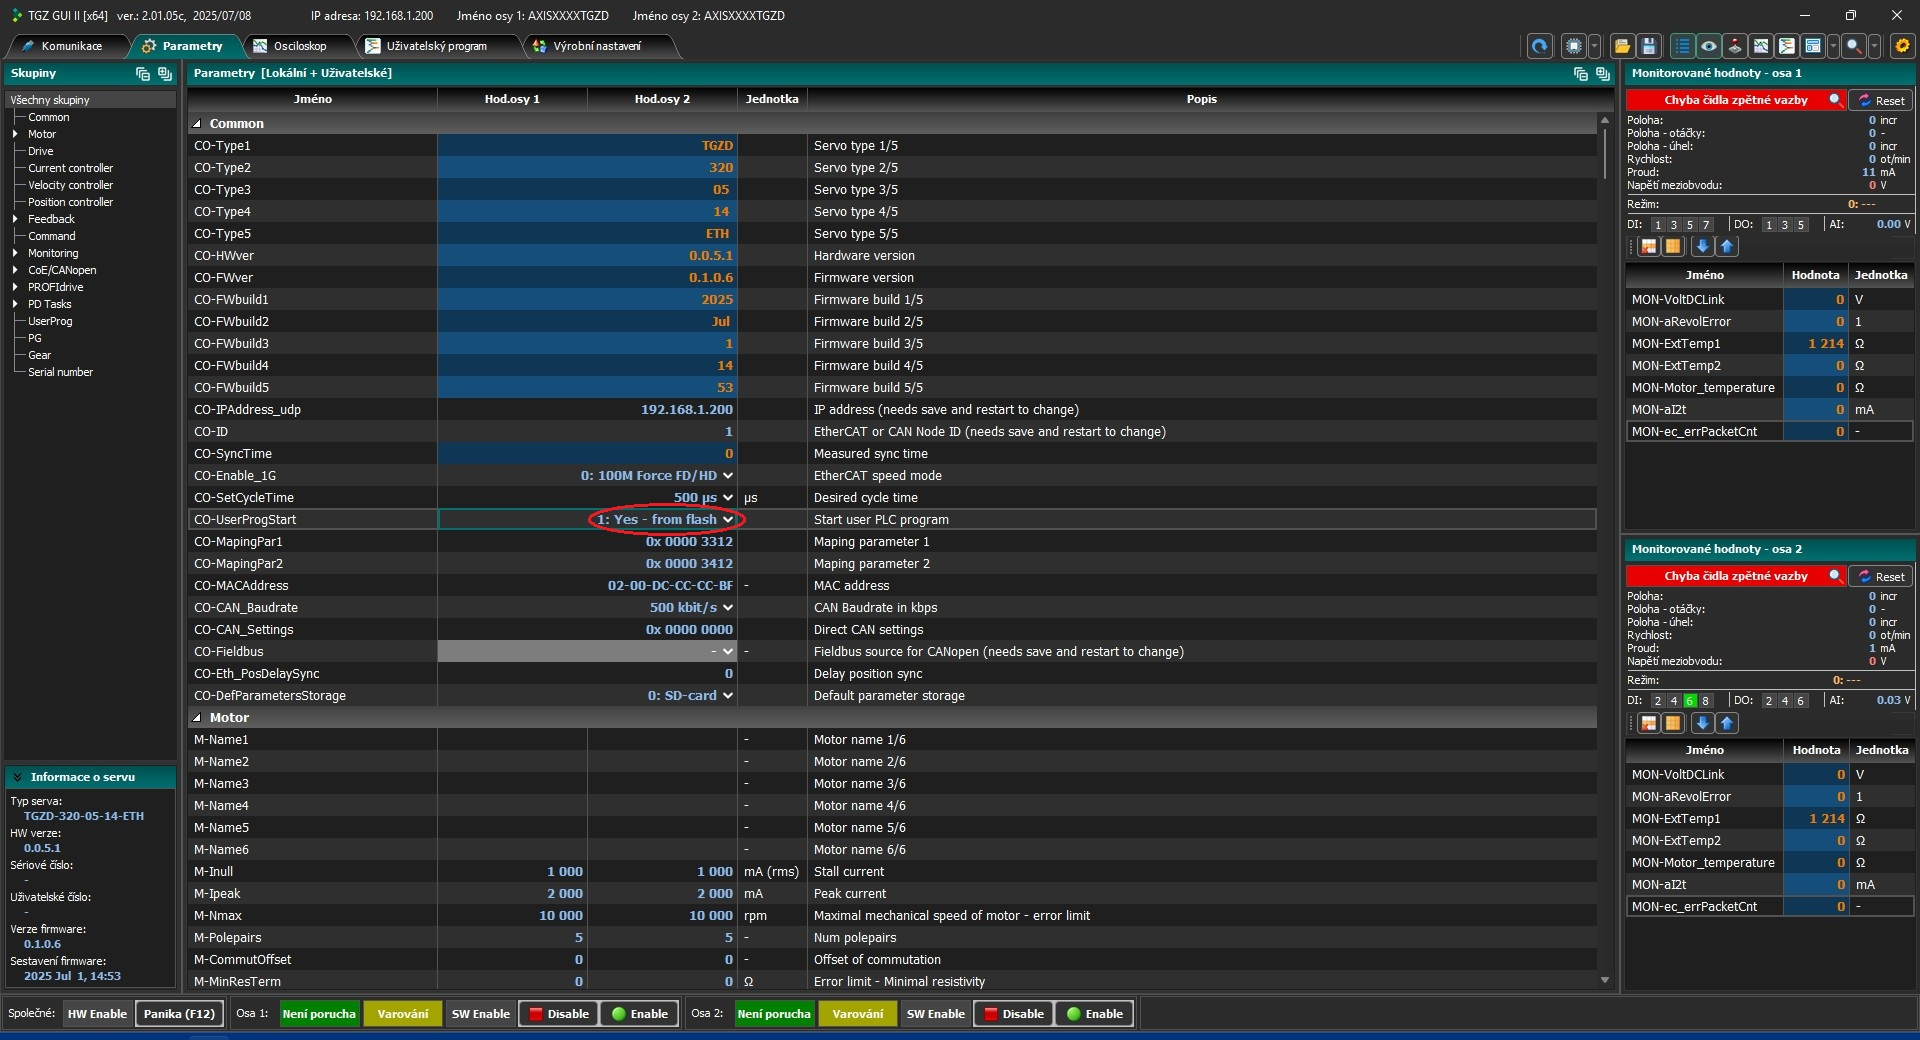 TGZ GUI II [x64]   ver.: 2.01.05c,  2025/07/08   IP adresa: 192.168.1.200   Jméno osy 1: AXISXXXXTGZD   Jméno osy 2: AXISXXXXTGZD
Komunikace   Parametry   Osciloskop   Uživatelský program   Výrobní nastavení
Skupiny
Všechny skupiny
Common
Motor
Drive
Current controller
Velocity controller
Position controller
Feedback
Command
Monitoring
CoE/CANopen
PROFIdrive
PD Tasks
UserProg
PG
Gear
Serial number
Informace o servu
Typ serva:
TGZD-320-05-14-ETH
HW verze:
0.0.5.1
Sériové číslo:
-
Uživatelské číslo:
-
Verze firmware:
0.1.0.6
Sestavení firmware:
2025 Jul  1, 14:53
Parametry  [Lokální + Uživatelské]
Jméno   Hod.osy 1   Hod.osy 2   Jednotka   Popis
Common
CO-Type1   TGZD   Servo type 1/5
CO-Type2   320   Servo type 2/5
CO-Type3   05   Servo type 3/5
CO-Type4   14   Servo type 4/5
CO-Type5   ETH   Servo type 5/5
CO-HWver   0.0.5.1   Hardware version
CO-FWver   0.1.0.6   Firmware version
CO-FWbuild1   2025   Firmware build 1/5
CO-FWbuild2   Jul   Firmware build 2/5
CO-FWbuild3   1   Firmware build 3/5
CO-FWbuild4   14   Firmware build 4/5
CO-FWbuild5   53   Firmware build 5/5
CO-IPAddress_udp   192.168.1.200   IP address (needs save and restart to change)
CO-ID   1   EtherCAT or CAN Node ID (needs save and restart to change)
CO-SyncTime   0   Measured sync time
CO-Enable_1G   0: 100M Force FD/HD   EtherCAT speed mode
CO-SetCycleTime   500 µs   µs   Desired cycle time
CO-UserProgStart   1: Yes - from flash   Start user PLC program
CO-MapingPar1   0x 0000 3312   Maping parameter 1
CO-MapingPar2   0x 0000 3412   Maping parameter 2
CO-MACAddress   02-00-DC-CC-CC-BF   -   MAC address
CO-CAN_Baudrate   500 kbit/s   CAN Baudrate in kbps
CO-CAN_Settings   0x 0000 0000   Direct CAN settings
CO-Fieldbus   -   -   Fieldbus source for CANopen (needs save and restart to change)
CO-Eth_PosDelaySync   0   Delay position sync
CO-DefParametersStorage   0: SD-card   Default parameter storage
Motor
M-Name1   -   Motor name 1/6
M-Name2   -   Motor name 2/6
M-Name3   -   Motor name 3/6
M-Name4   -   Motor name 4/6
M-Name5   -   Motor name 5/6
M-Name6   -   Motor name 6/6
M-Inull   1 000   1 000   mA (rms)   Stall current
M-Ipeak   2 000   2 000   mA   Peak current
M-Nmax   10 000   10 000   rpm   Maximal mechanical speed of motor - error limit
M-Polepairs   5   5   -   Num polepairs
M-CommutOffset   0   0   -   Offset of commutation
M-MinResTerm   0   0   Ω   Error limit - Minimal resistivity
Monitorované hodnoty - osa 1
Chyba čidla zpětné vazby   Reset
Poloha:   0 incr
Poloha - otáčky:   0 -
Poloha - úhel:   0 incr
Rychlost:   0 ot/min
Proud:   11 mA
Napětí meziobvodu:   0 V
Režim:   0: ---
DI:   1 3 5 7   DO:   1 3 5   AI:   0.00 V
Jméno   Hodnota   Jednotka
MON-VoltDCLink   0   V
MON-aRevolError   0   1
MON-ExtTemp1   1 214   Ω
MON-ExtTemp2   0   Ω
MON-Motor_temperature   0   Ω
MON-aI2t   0   mA
MON-ec_errPacketCnt   0   -
Monitorované hodnoty - osa 2
Chyba čidla zpětné vazby   Reset
Poloha:   0 incr
Poloha - otáčky:   0 -
Poloha - úhel:   0 incr
Rychlost:   0 ot/min
Proud:   1 mA
Napětí meziobvodu:   0 V
Režim:   0: ---
DI:   2 4 6 8   DO:   2 4 6   AI:   0.03 V
Jméno   Hodnota   Jednotka
MON-VoltDCLink   0   V
MON-aRevolError   0   1
MON-ExtTemp1   1 214   Ω
MON-ExtTemp2   0   Ω
MON-Motor_temperature   0   Ω
MON-aI2t   0   mA
MON-ec_errPacketCnt   0   -
Společné:   HW Enable   Panika (F12)   Osa 1:   Není porucha   Varování   SW Enable   Disable   Enable   Osa 2:   Není porucha   Varování   SW Enable   Disable   Enable